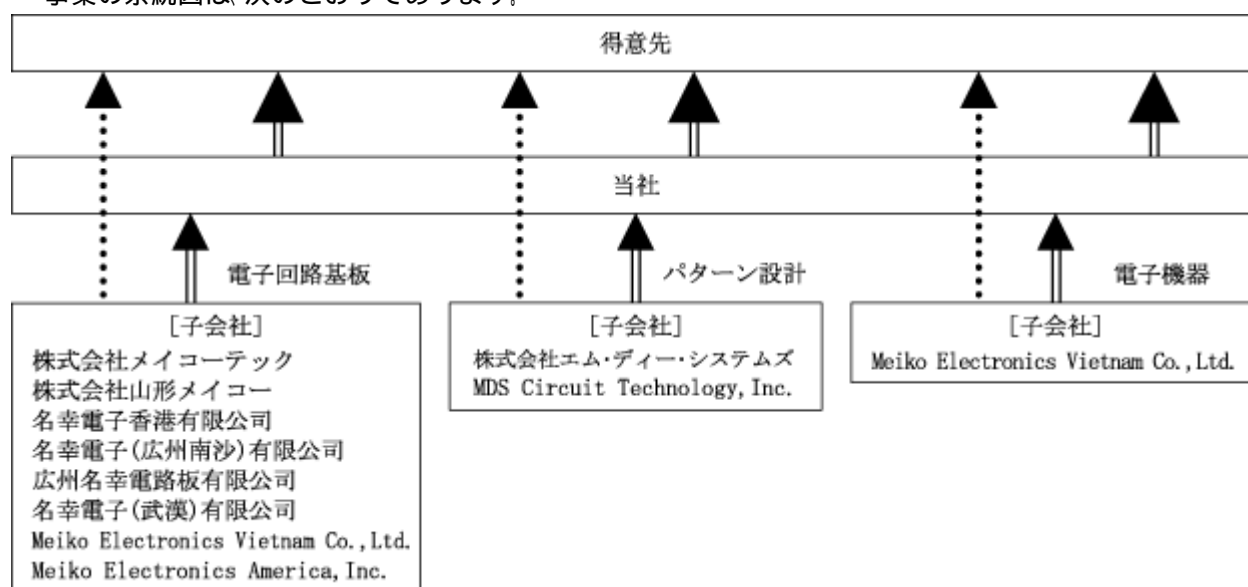 事業の系統図は、次のとおりであります。
得意先
当社
電子回路基板
パターン設計
電子機器
[子会社]
株式会社メイコーテック
株式会社山形メイコー
名幸電子香港有限公司
名幸電子(広州南沙)有限公司
広州名幸電路板有限公司
名幸電子(武漢)有限公司
Meiko Electronics Vietnam Co.,Ltd.
Meiko Electronics America,Inc.
[子会社]
株式会社エム・ディー・システムズ
MDS Circuit Technology,Inc.
[子会社]
Meiko Electronics Vietnam Co.,Ltd.